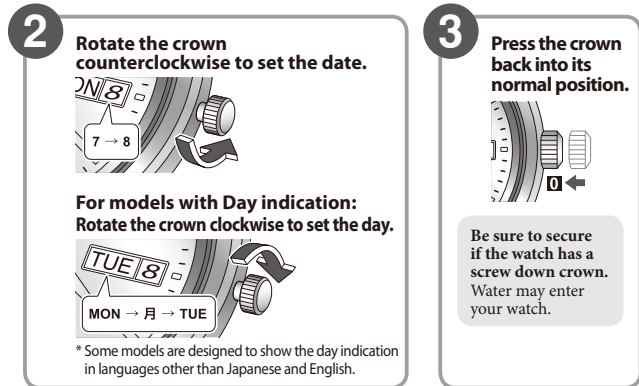 2
Rotate the crown
counterclockwise to set the date.
ON 8
7 → 8
For models with Day indication:
Rotate the crown clockwise to set the day.
TUE 8
MON → 月 → TUE
* Some models are designed to show the day indication
in languages other than Japanese and English.
3
Press the crown
back into its
normal position.
0
Be sure to secure
if the watch has a
screw down crown.
Water may enter
your watch.